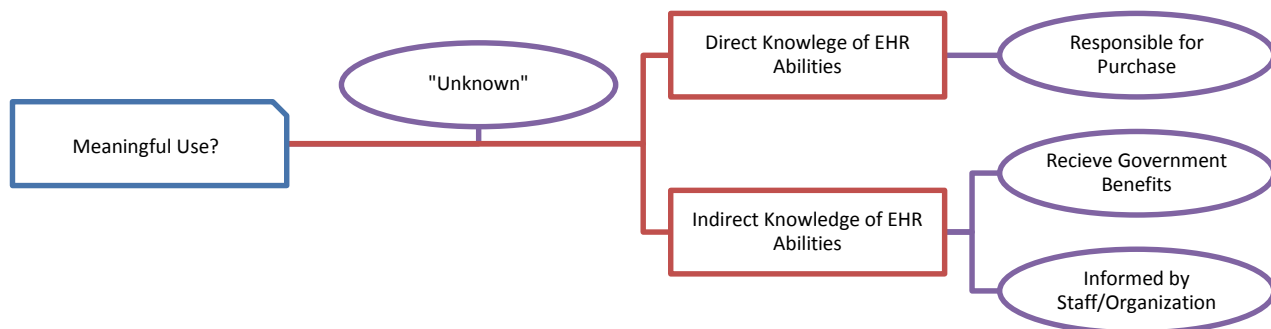 Meaningful Use?
"Unknown"
Direct Knowlege of EHR
Abilities
Responsible for
Purchase
Indirect Knowledge of EHR
Abilities
Recieve Government
Benefits
Informed by
Staff/Organization